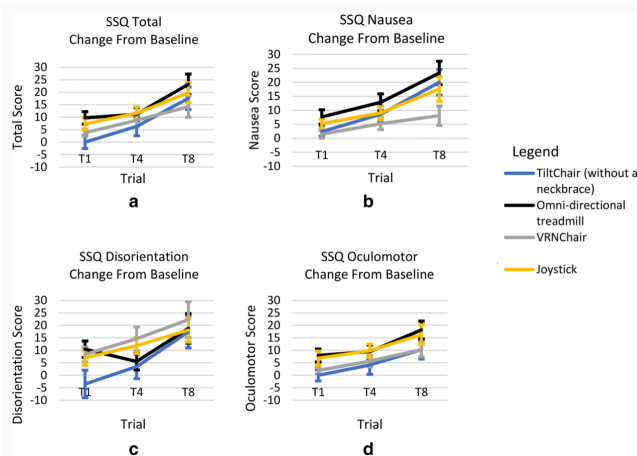 SSQ Total
Change From Baseline
Total Score
30
25
20
15
10
5
0
-5
-10
T1
T4
T8
Trial
a
SSQ Nausea
Change From Baseline
Nausea Score
30
25
20
15
10
5
0
-5
-10
T1
T4
T8
Trial
b
Legend
TiltChair (without a
neckbrace)
Omni-directional
treadmill
VRNChair
Joystick
SSQ Disorientation
Change From Baseline
Disorientation Score
30
25
20
15
10
5
0
-5
-10
T1
T4
T8
Trial
c
SSQ Oculomotor
Change From Baseline
Oculomotor Score
30
25
20
15
10
5
0
-5
-10
T1
T4
T8
Trial
d